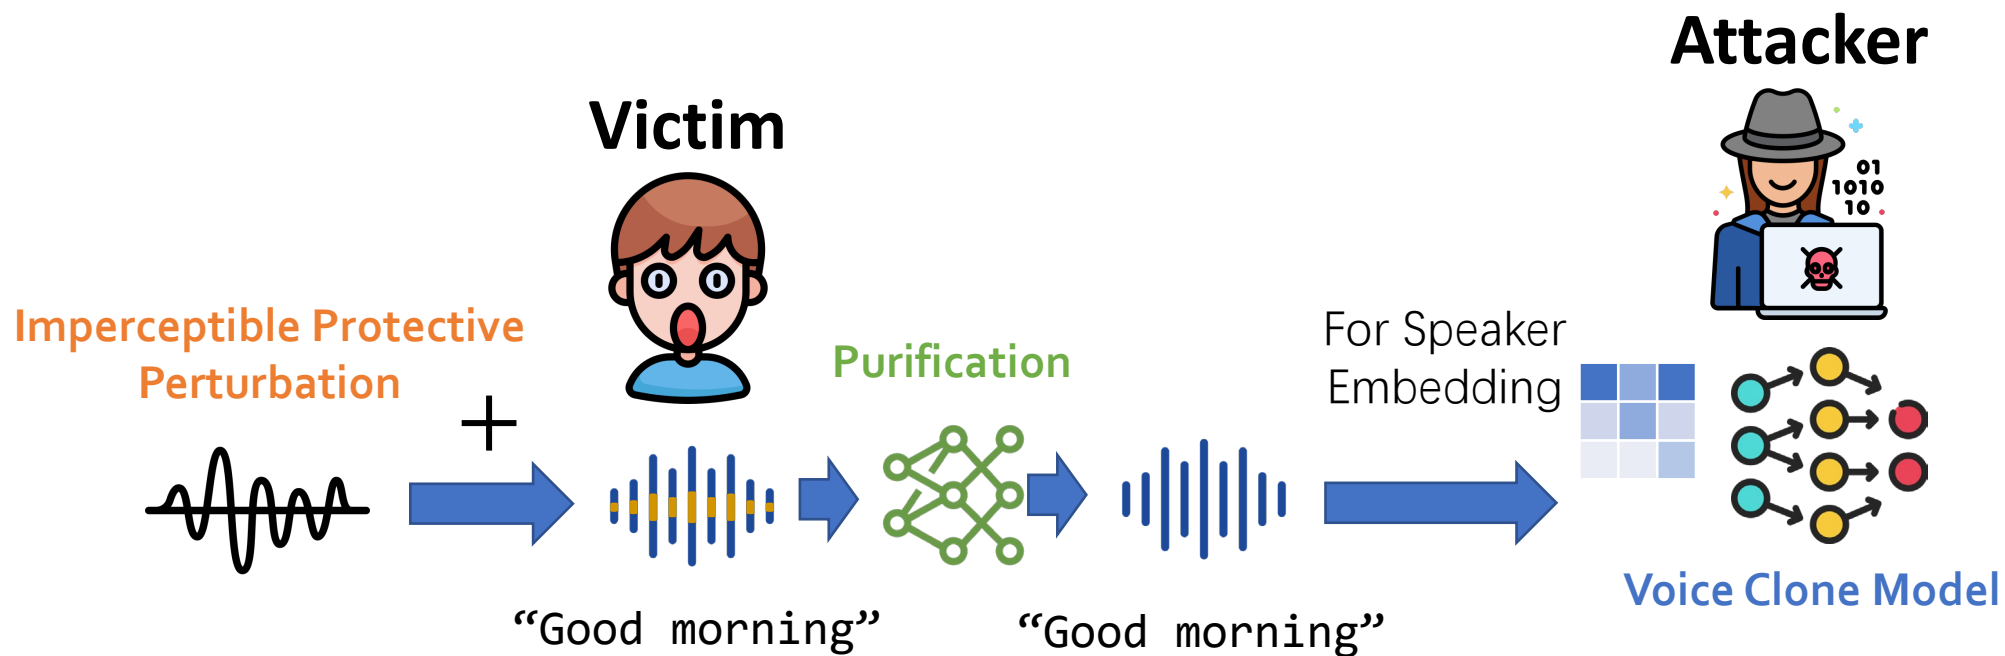 Attacker
Victim
01
1010
10
Imperceptible Protective
Perturbation
+
Purification
For Speaker
Embedding
Voice Clone Model
“Good morning”
“Good morning”